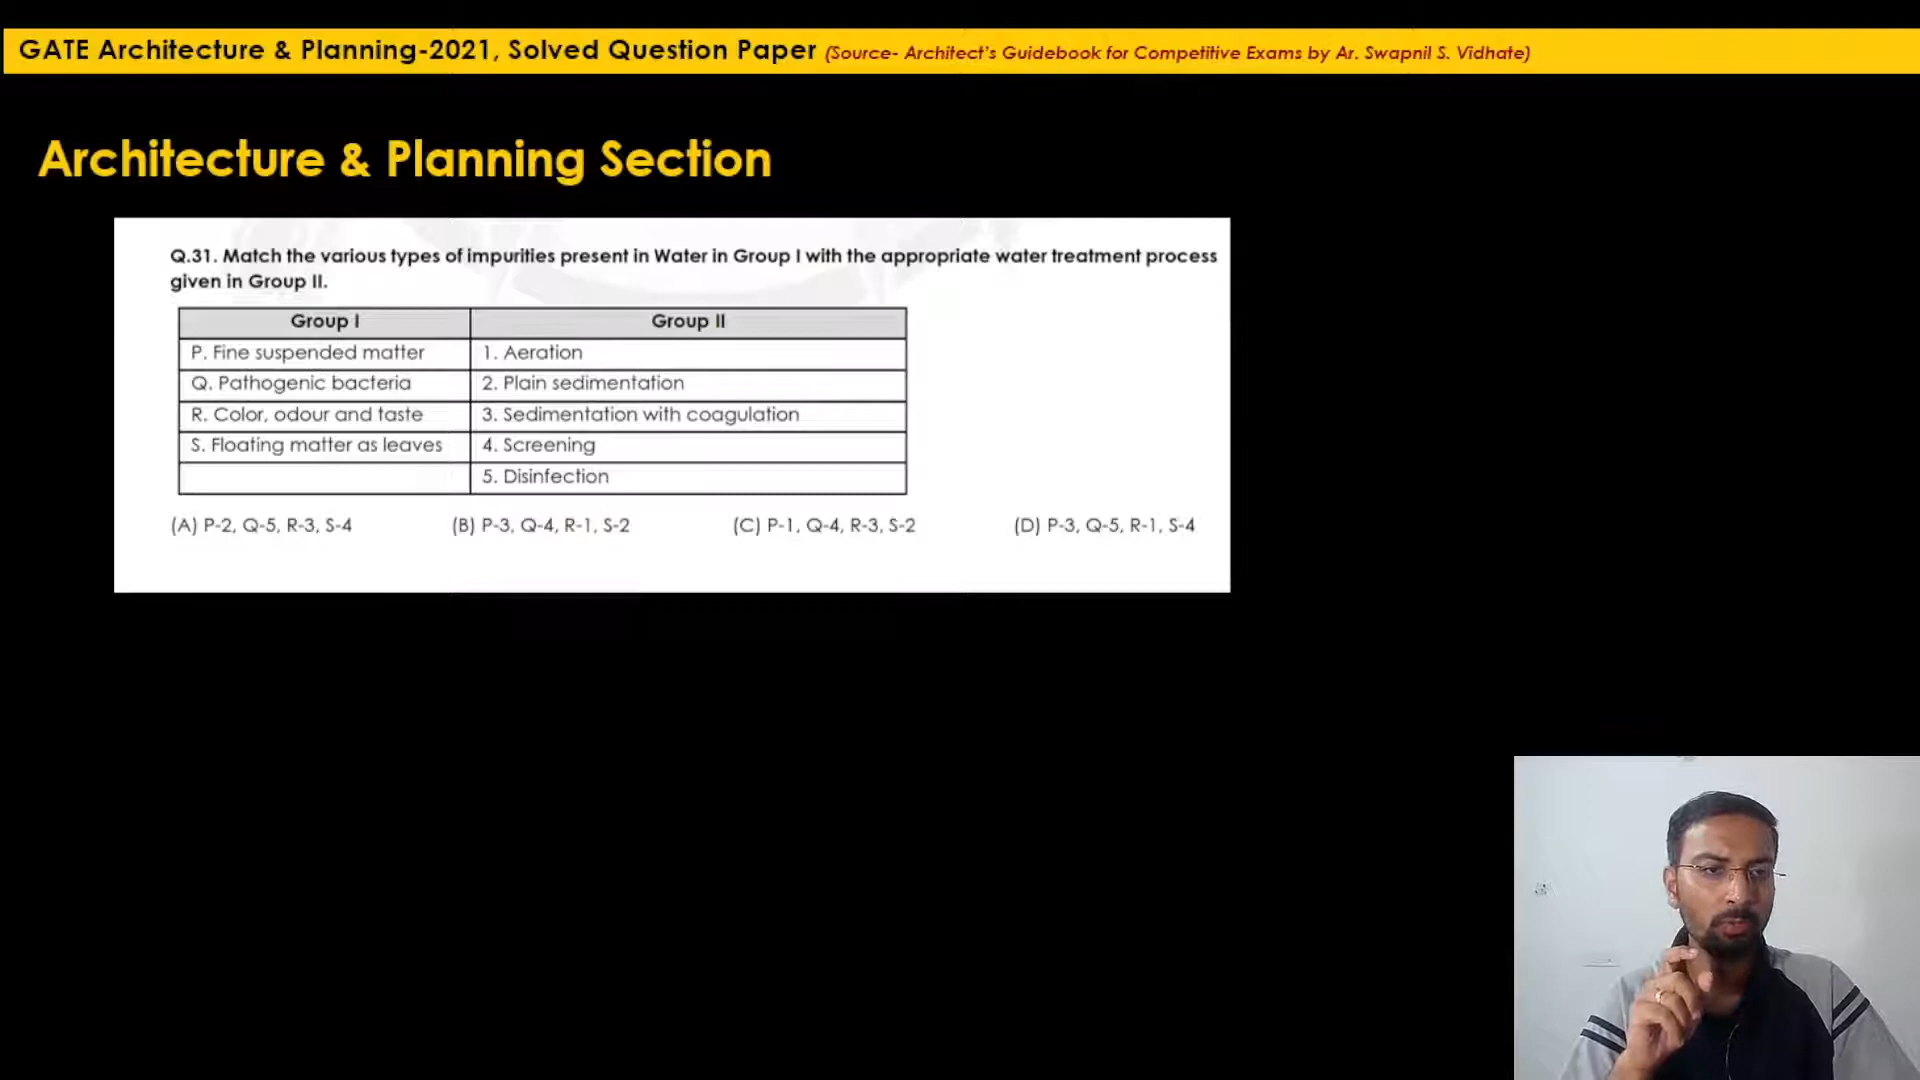 GATE Architecture & Planning-2021, Solved Question Paper (Source- Architect's Guidebook for Competitive Exams by Ar. Swapnil S. Vidhate)
Architecture & Planning Section
Q.31. Match the various types of impurities present in Water in Group I with the appropriate water treatment process
given in Group II.
Group I Group II
P. Fine suspended matter 1. Aeration
Q. Pathogenic bacteria 2. Plain sedimentation
R. Color, odour and taste 3. Sedimentation with coagulation
S. Floating matter as leaves 4. Screening
5. Disinfection
(A) P-2, Q-5, R-3, S-4 (B) P-3, Q-4, R-1, S-2 (C) P-1, Q-4, R-3, S-2 (D) P-3, Q-5, R-1, S-4